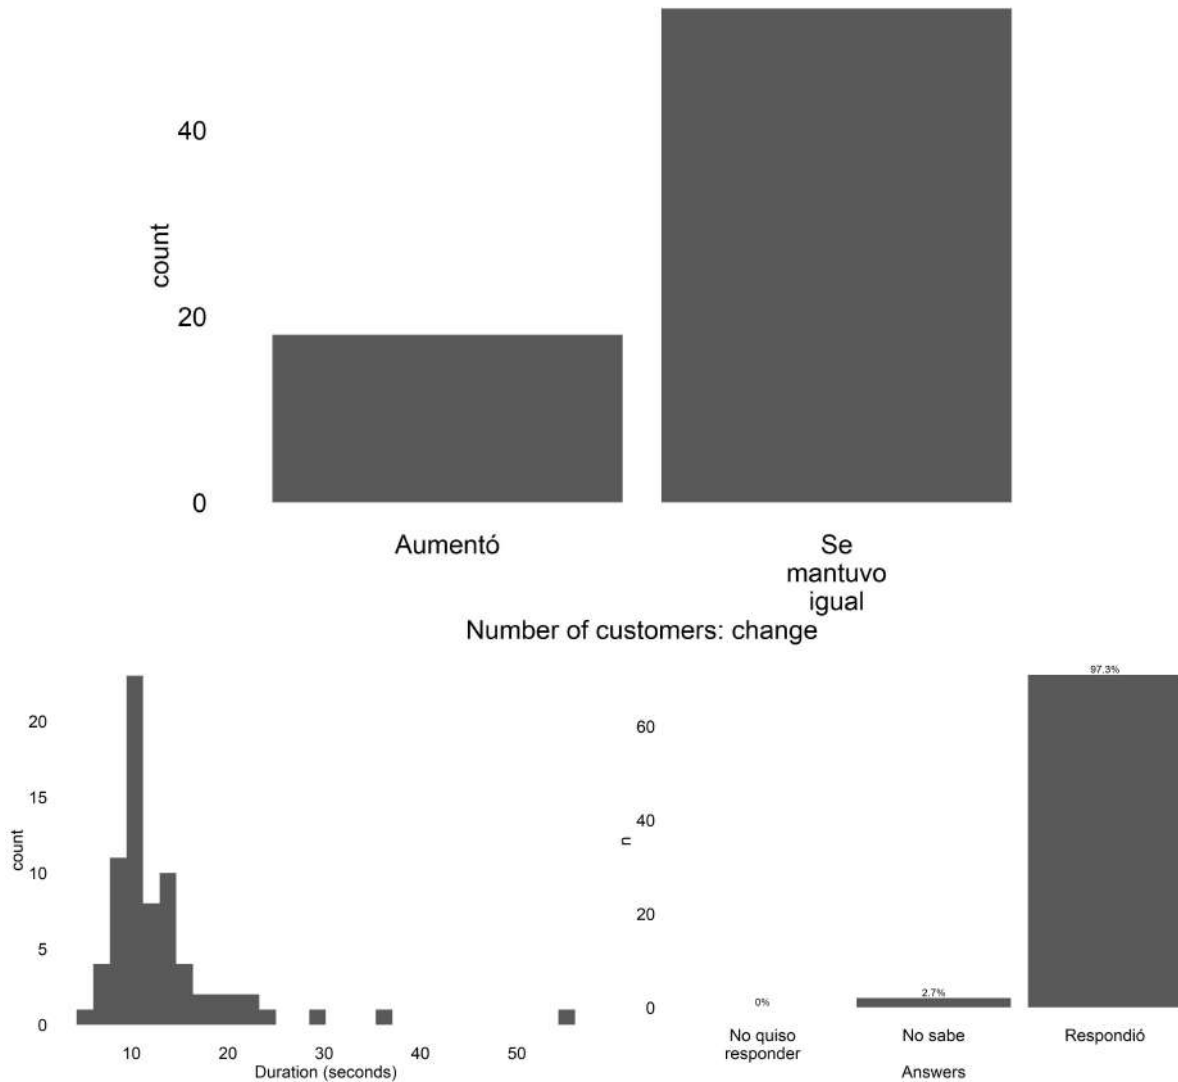 40
count
20
0
Aumentó
Se
mantuvo
igual
Number of customers: change
20
15
count
10
5
0
10 20 30 40 50
Duration (seconds)
97.3%
60
40
n
20
2.7%
0%
0
No quiso
responder
No sabe
Respondió
Answers